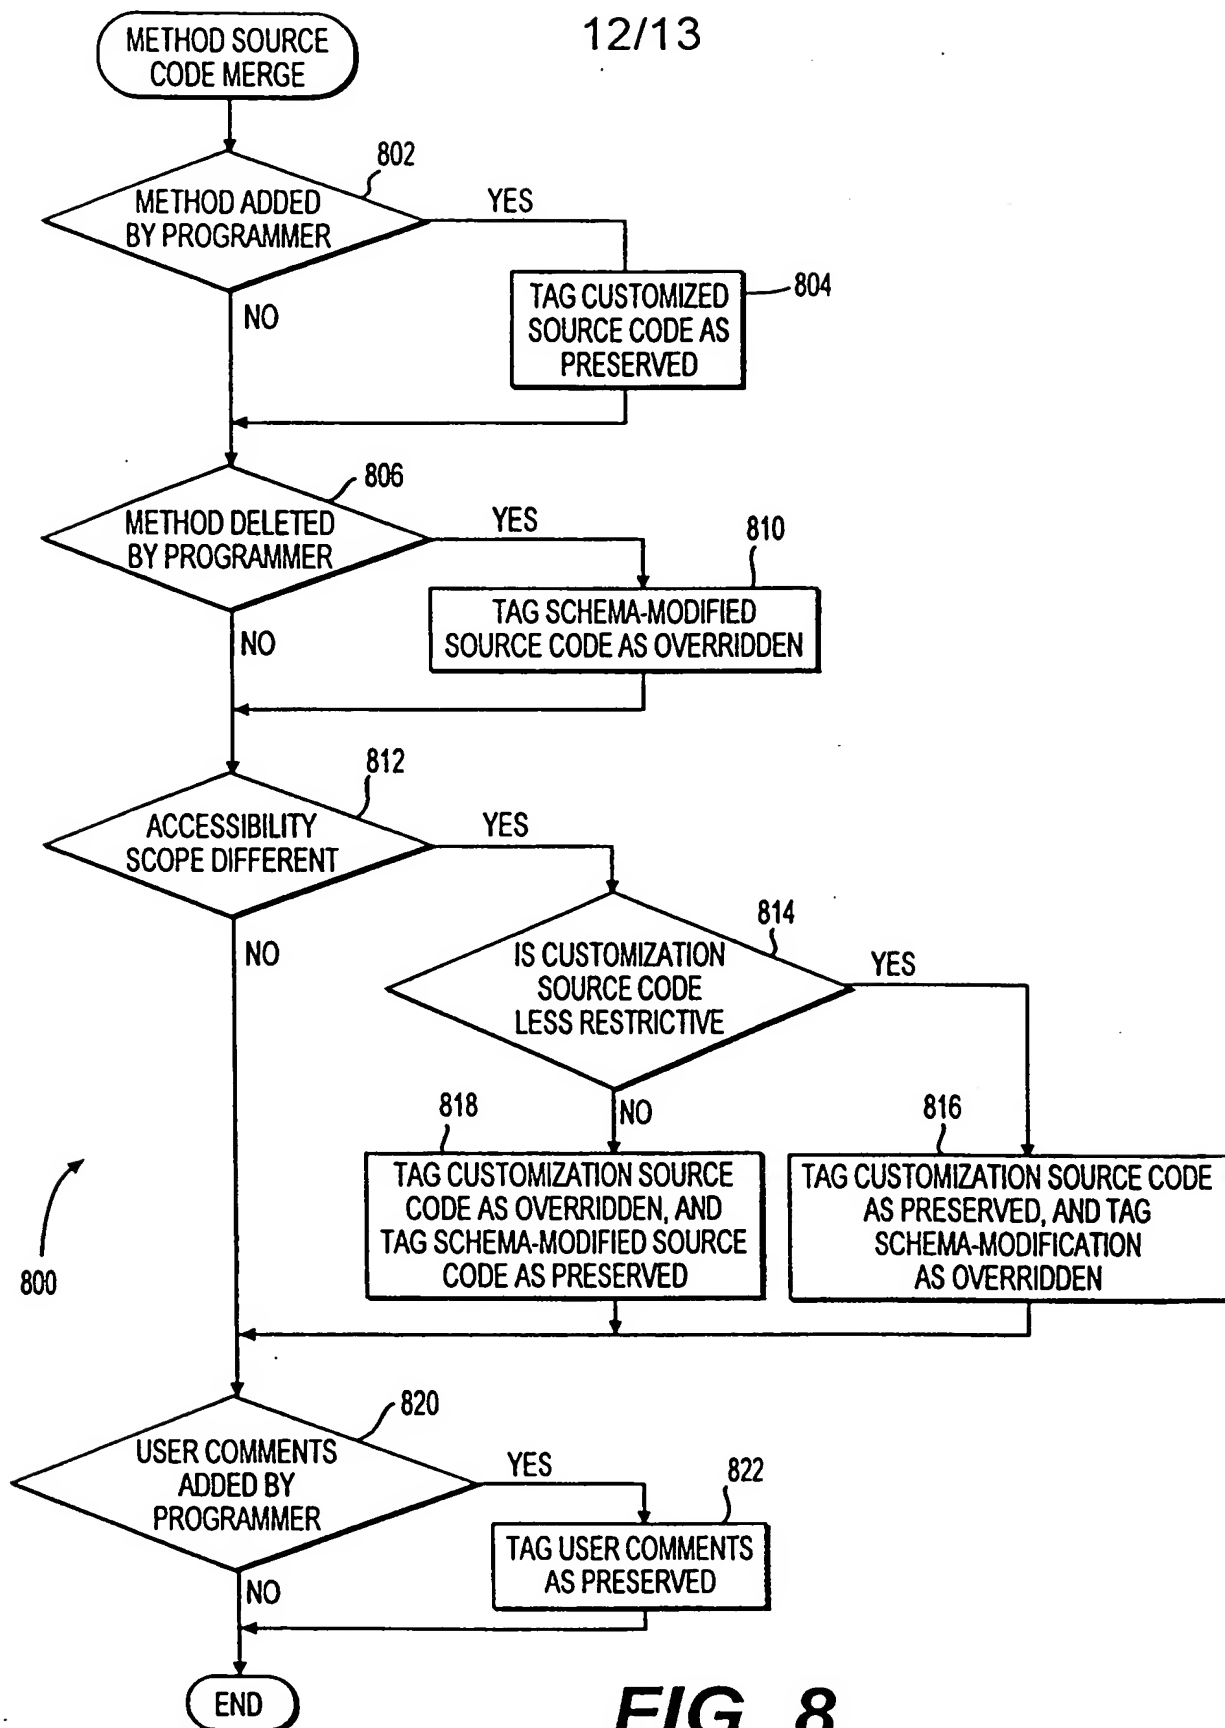 12/13
METHOD SOURCE
CODE MERGE
802
METHOD ADDED
BY PROGRAMMER
YES
NO
804
TAG CUSTOMIZED
SOURCE CODE AS
PRESERVED
806
METHOD DELETED
BY PROGRAMMER
YES
NO
810
TAG SCHEMA-MODIFIED
SOURCE CODE AS OVERRIDDEN
812
ACCESSIBILITY
SCOPE DIFFERENT
YES
NO
814
IS CUSTOMIZATION
SOURCE CODE
LESS RESTRICTIVE
YES
NO
818
TAG CUSTOMIZATION SOURCE
CODE AS OVERRIDDEN, AND
TAG SCHEMA-MODIFIED SOURCE
CODE AS PRESERVED
816
TAG CUSTOMIZATION SOURCE CODE
AS PRESERVED, AND TAG
SCHEMA-MODIFICATION
AS OVERRIDDEN
800
820
USER COMMENTS
ADDED BY
PROGRAMMER
YES
NO
822
TAG USER COMMENTS
AS PRESERVED
END
FIG. 8